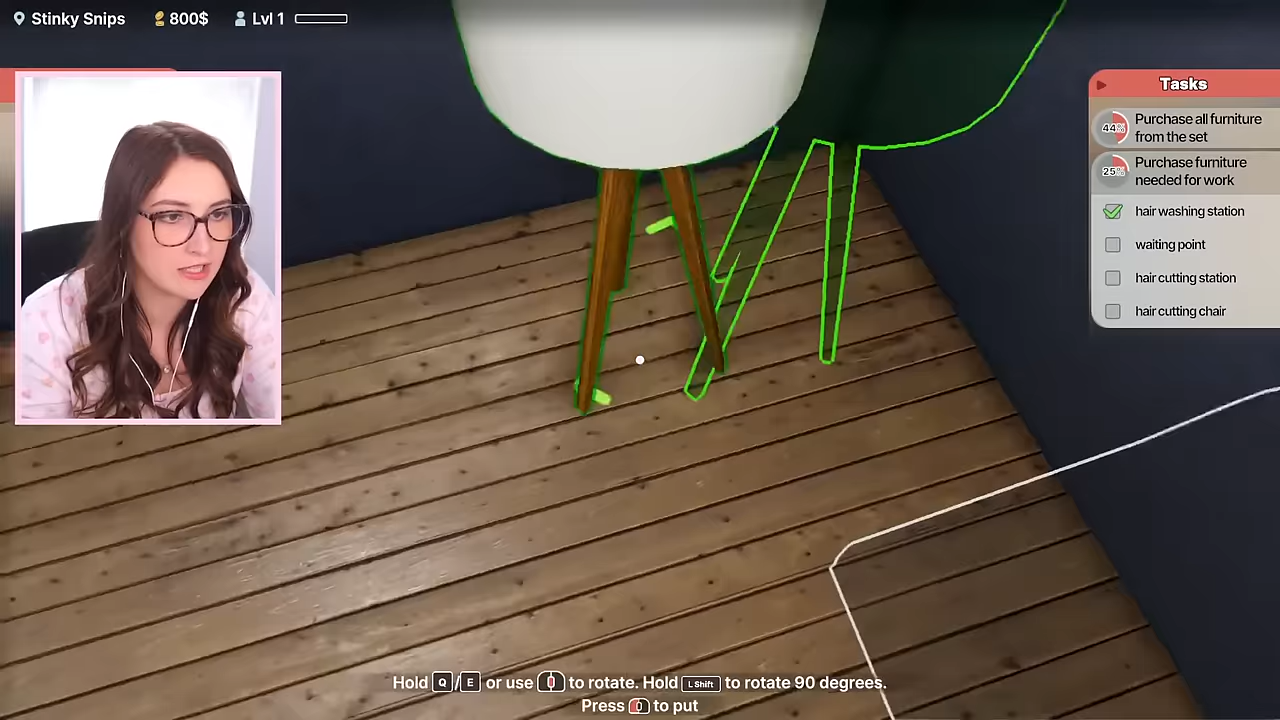 Stinky Snips 800$ Lvl 1
Tasks
44%
Purchase all furniture
from the set
25%
Purchase furniture
needed for work
hair washing station
waiting point
hair cutting station
hair cutting chair
Hold Q/E or use to rotate. Hold L Shift to rotate 90 degrees.
Press to put